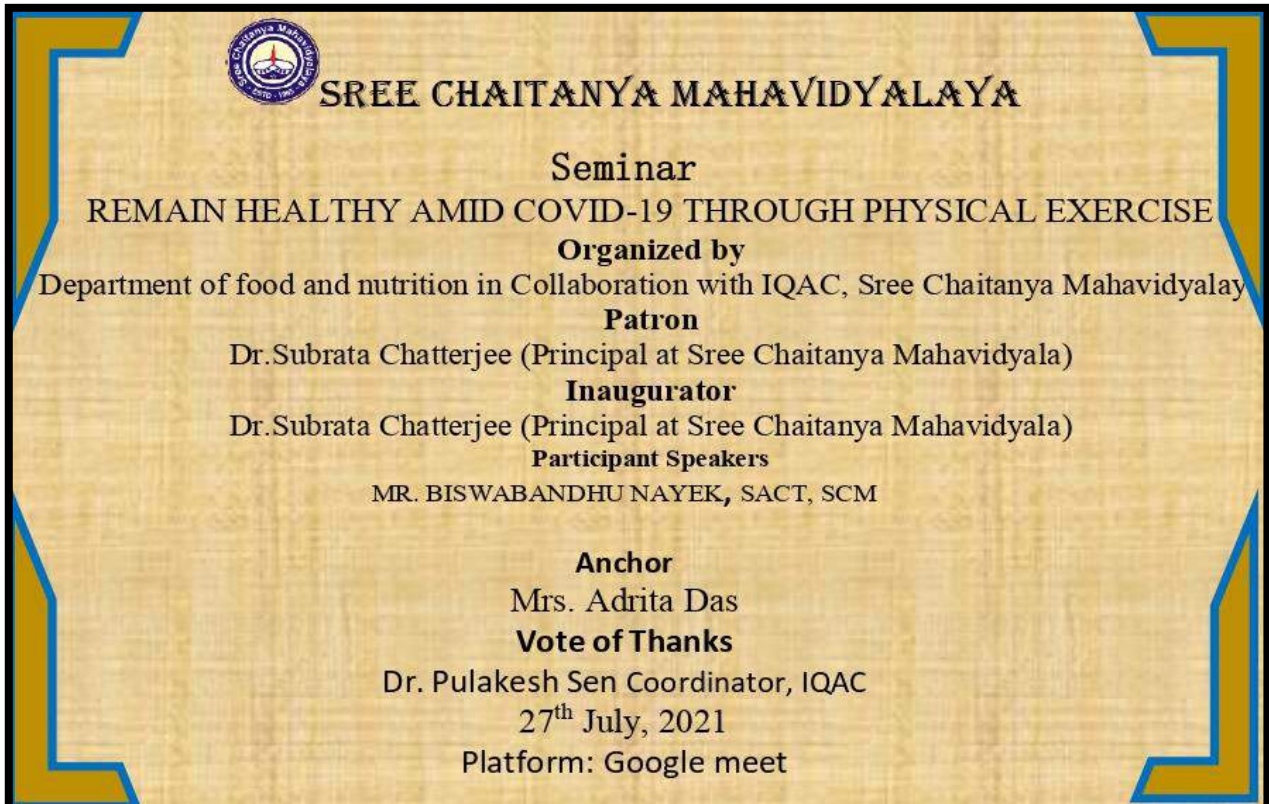 Sree Chaitanya Mahavidyalaya
SREE CHAITANYA MAHAVIDYALAYA
Seminar
REMAIN HEALTHY AMID COVID-19 THROUGH PHYSICAL EXERCISE
Organized by
Department of food and nutrition in Collaboration with IQAC, Sree Chaitanya Mahavidyalay
Patron
Dr.Subrata Chatterjee (Principal at Sree Chaitanya Mahavidyala)
Inaugurator
Dr.Subrata Chatterjee (Principal at Sree Chaitanya Mahavidyala)
Participant Speakers
MR. BISWABANDHU NAYEK, SACT, SCM
Anchor
Mrs. Adrita Das
Vote of Thanks
Dr. Pulakesh Sen Coordinator, IQAC
27th July, 2021
Platform: Google meet